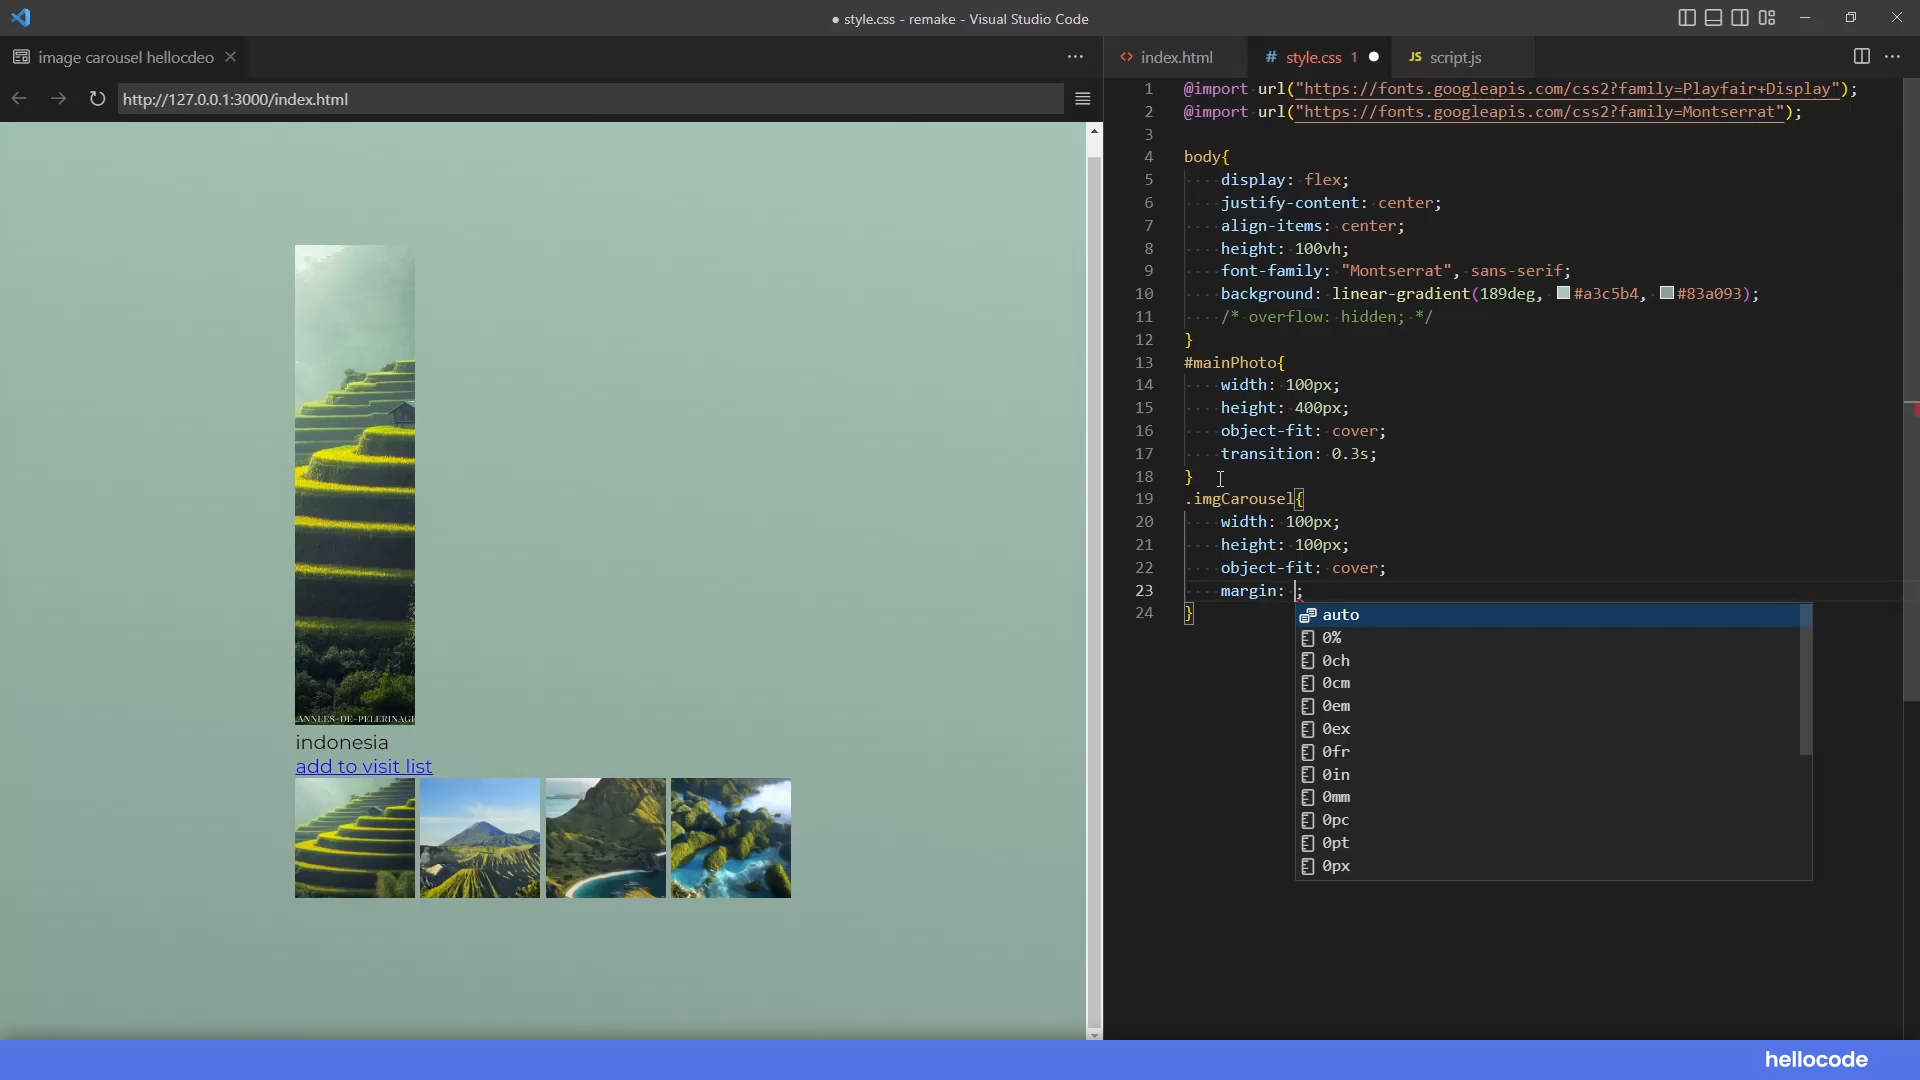 ● style.css - remake - Visual Studio Code
image carousel hellocdeo
http://127.0.0.1:3000/index.html
ANNEES-DE-PELERINAGE
indonesia
add to visit list
<> index.html
# style.css 1 ●
JS script.js
1 @import url("https://fonts.googleapis.com/css2?family=Playfair+Display");
2 @import url("https://fonts.googleapis.com/css2?family=Montserrat");
3
4 body{
5 display: flex;
6 justify-content: center;
7 align-items: center;
8 height: 100vh;
9 font-family: "Montserrat", sans-serif;
10 background: linear-gradient(189deg, #a3c5b4, #83a093);
11 /* overflow: hidden; */
12 }
13 #mainPhoto{
14 width: 100px;
15 height: 400px;
16 object-fit: cover;
17 transition: 0.3s;
18 }
19 .imgCarousel{
20 width: 100px;
21 height: 100px;
22 object-fit: cover;
23 margin: ;
24 }
auto
0%
0ch
0cm
0em
0ex
0fr
0in
0mm
0pc
0pt
0px
hellocode